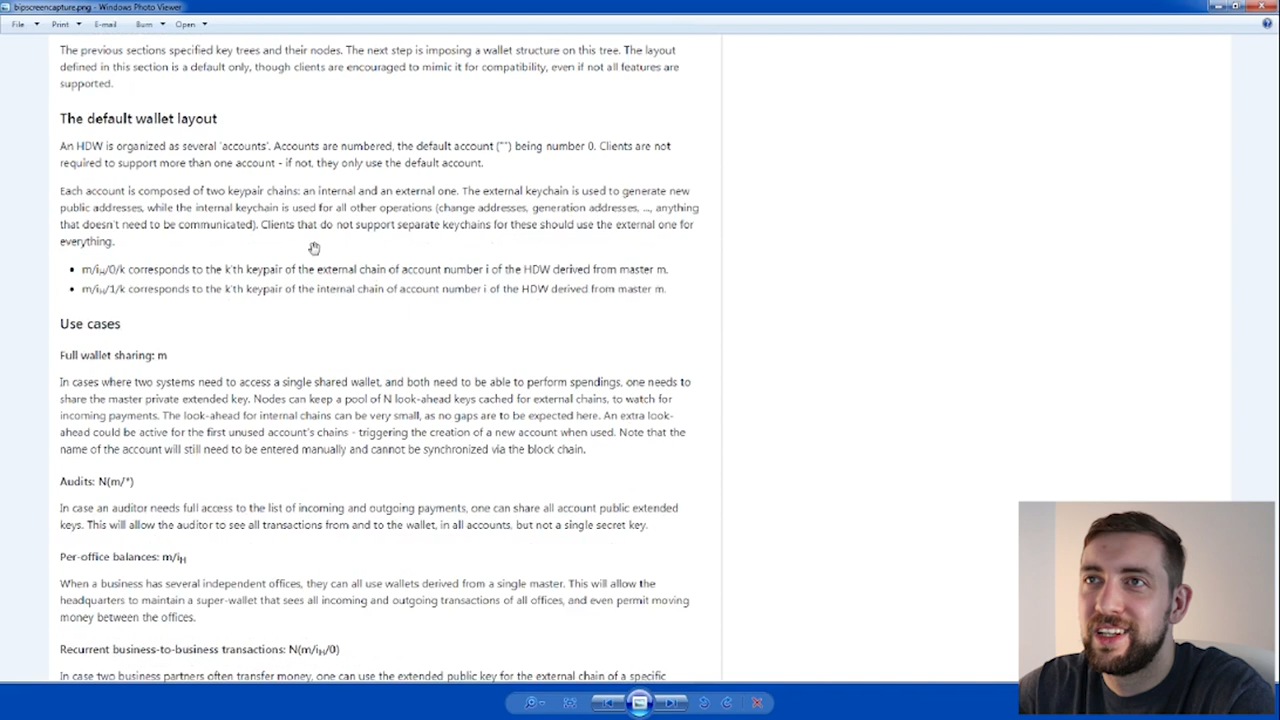 bipscreencapture.png - Windows Photo Viewer
File Print E-mail Burn Open
The previous sections specified key trees and their nodes. The next step is imposing a wallet structure on this tree. The layout
defined in this section is a default only, though clients are encouraged to mimic it for compatibility, even if not all features are
supported.
The default wallet layout
An HDW is organized as several 'accounts'. Accounts are numbered, the default account ("") being number 0. Clients are not
required to support more than one account - if not, they only use the default account.
Each account is composed of two keypair chains: an internal and an external one. The external keychain is used to generate new
public addresses, while the internal keychain is used for all other operations (change addresses, generation addresses, ..., anything
that doesn't need to be communicated). Clients that do not support separate keychains for these should use the external one for
everything.
• m/iH/0/k corresponds to the k'th keypair of the external chain of account number i of the HDW derived from master m.
• m/iH/1/k corresponds to the k'th keypair of the internal chain of account number i of the HDW derived from master m.
Use cases
Full wallet sharing: m
In cases where two systems need to access a single shared wallet, and both need to be able to perform spendings, one needs to
share the master private extended key. Nodes can keep a pool of N look-ahead keys cached for external chains, to watch for
incoming payments. The look-ahead for internal chains can be very small, as no gaps are to be expected here. An extra look-
ahead could be active for the first unused account's chains - triggering the creation of a new account when used. Note that the
name of the account will still need to be entered manually and cannot be synchronized via the block chain.
Audits: N(m/*)
In case an auditor needs full access to the list of incoming and outgoing payments, one can share all account public extended
keys. This will allow the auditor to see all transactions from and to the wallet, in all accounts, but not a single secret key.
Per-office balances: m/iH
When a business has several independent offices, they can all use wallets derived from a single master. This will allow the
headquarters to maintain a super-wallet that sees all incoming and outgoing transactions of all offices, and even permit moving
money between the offices.
Recurrent business-to-business transactions: N(m/iH/0)
In case two business partners often transfer money, one can use the extended public key for the external chain of a specific